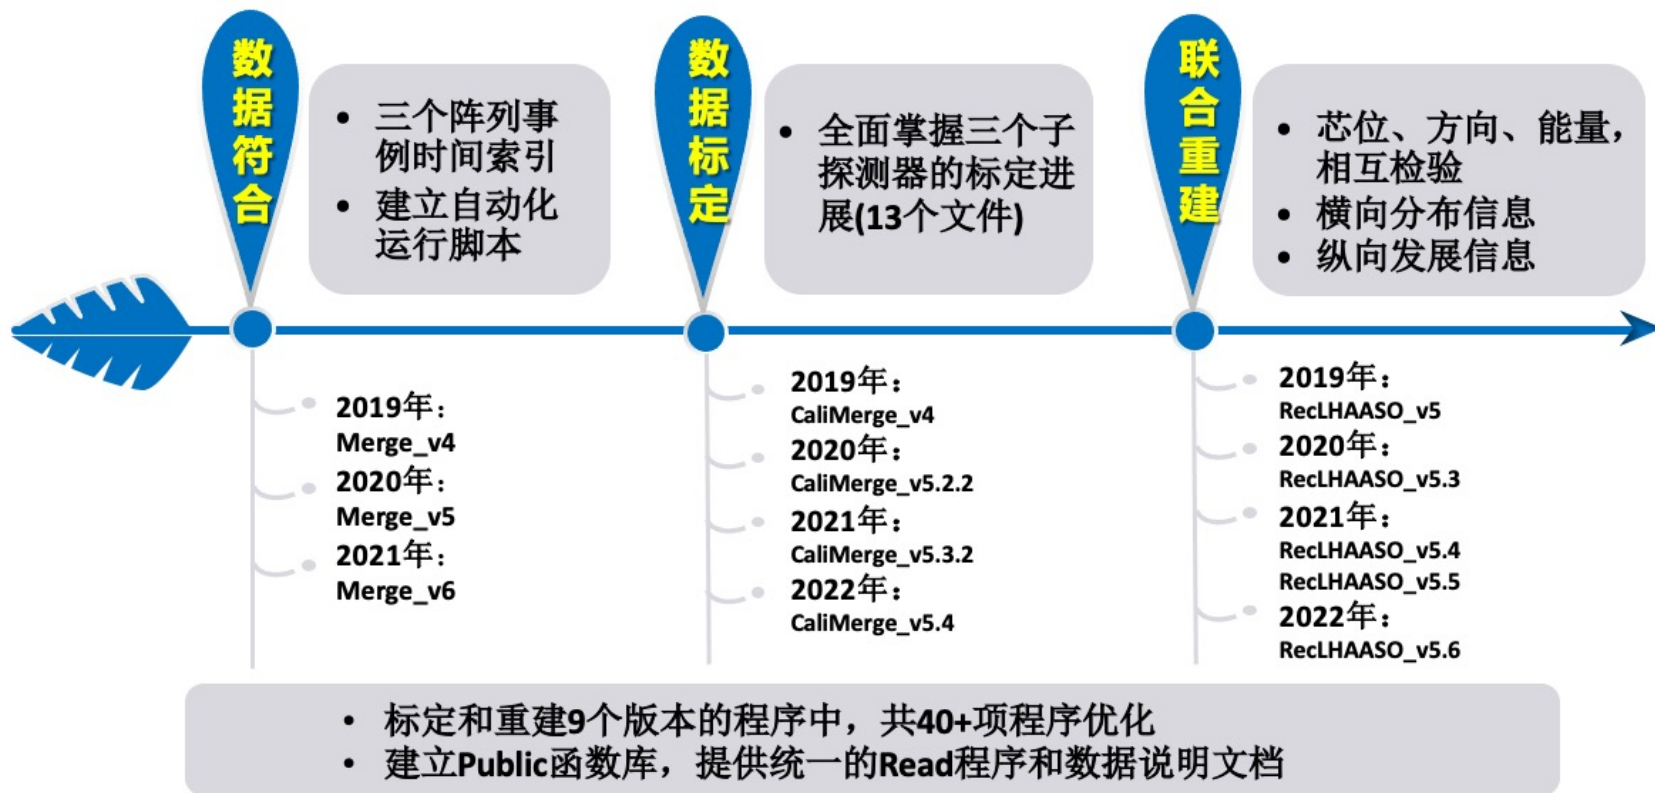 数据符合
• 三个阵列事
例时间索引
• 建立自动化
运行脚本
2019年：
Merge_v4
2020年：
Merge_v5
2021年：
Merge_v6
数据标定
• 全面掌握三个子
探测器的标定进
展(13个文件)
2019年：
CaliMerge_v4
2020年：
CaliMerge_v5.2.2
2021年：
CaliMerge_v5.3.2
2022年：
CaliMerge_v5.4
联合重建
• 芯位、方向、能量，
相互检验
• 横向分布信息
• 纵向发展信息
2019年：
RecLHAASO_v5
2020年：
RecLHAASO_v5.3
2021年：
RecLHAASO_v5.4
RecLHAASO_v5.5
2022年：
RecLHAASO_v5.6
• 标定和重建9个版本的程序中，共40+项程序优化
• 建立Public函数库，提供统一的Read程序和数据说明文档